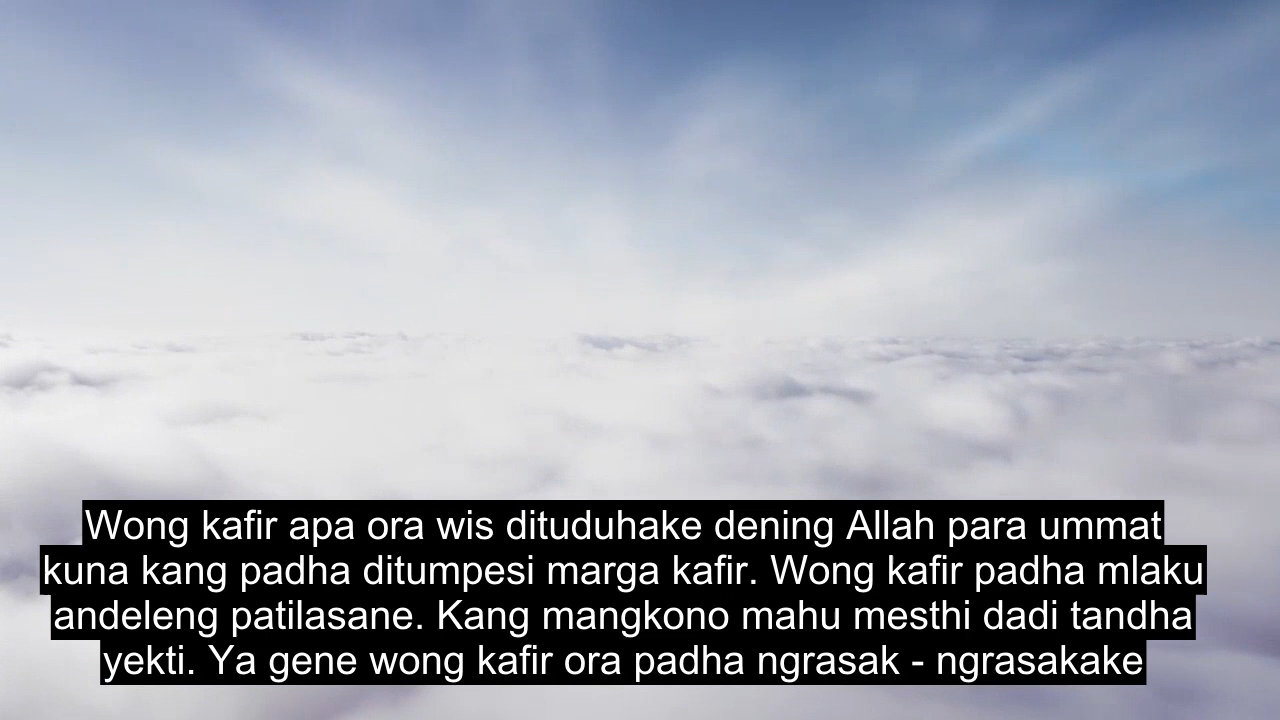 Wong kafir apa ora wis dituduhake dening Allah para ummat
kuna kang padha ditumpesi marga kafir. Wong kafir padha mlaku
andeleng patilasane. Kang mangkono mahu mesthi dadi tandha
yekti. Ya gene wong kafir ora padha ngrasak - ngrasakake